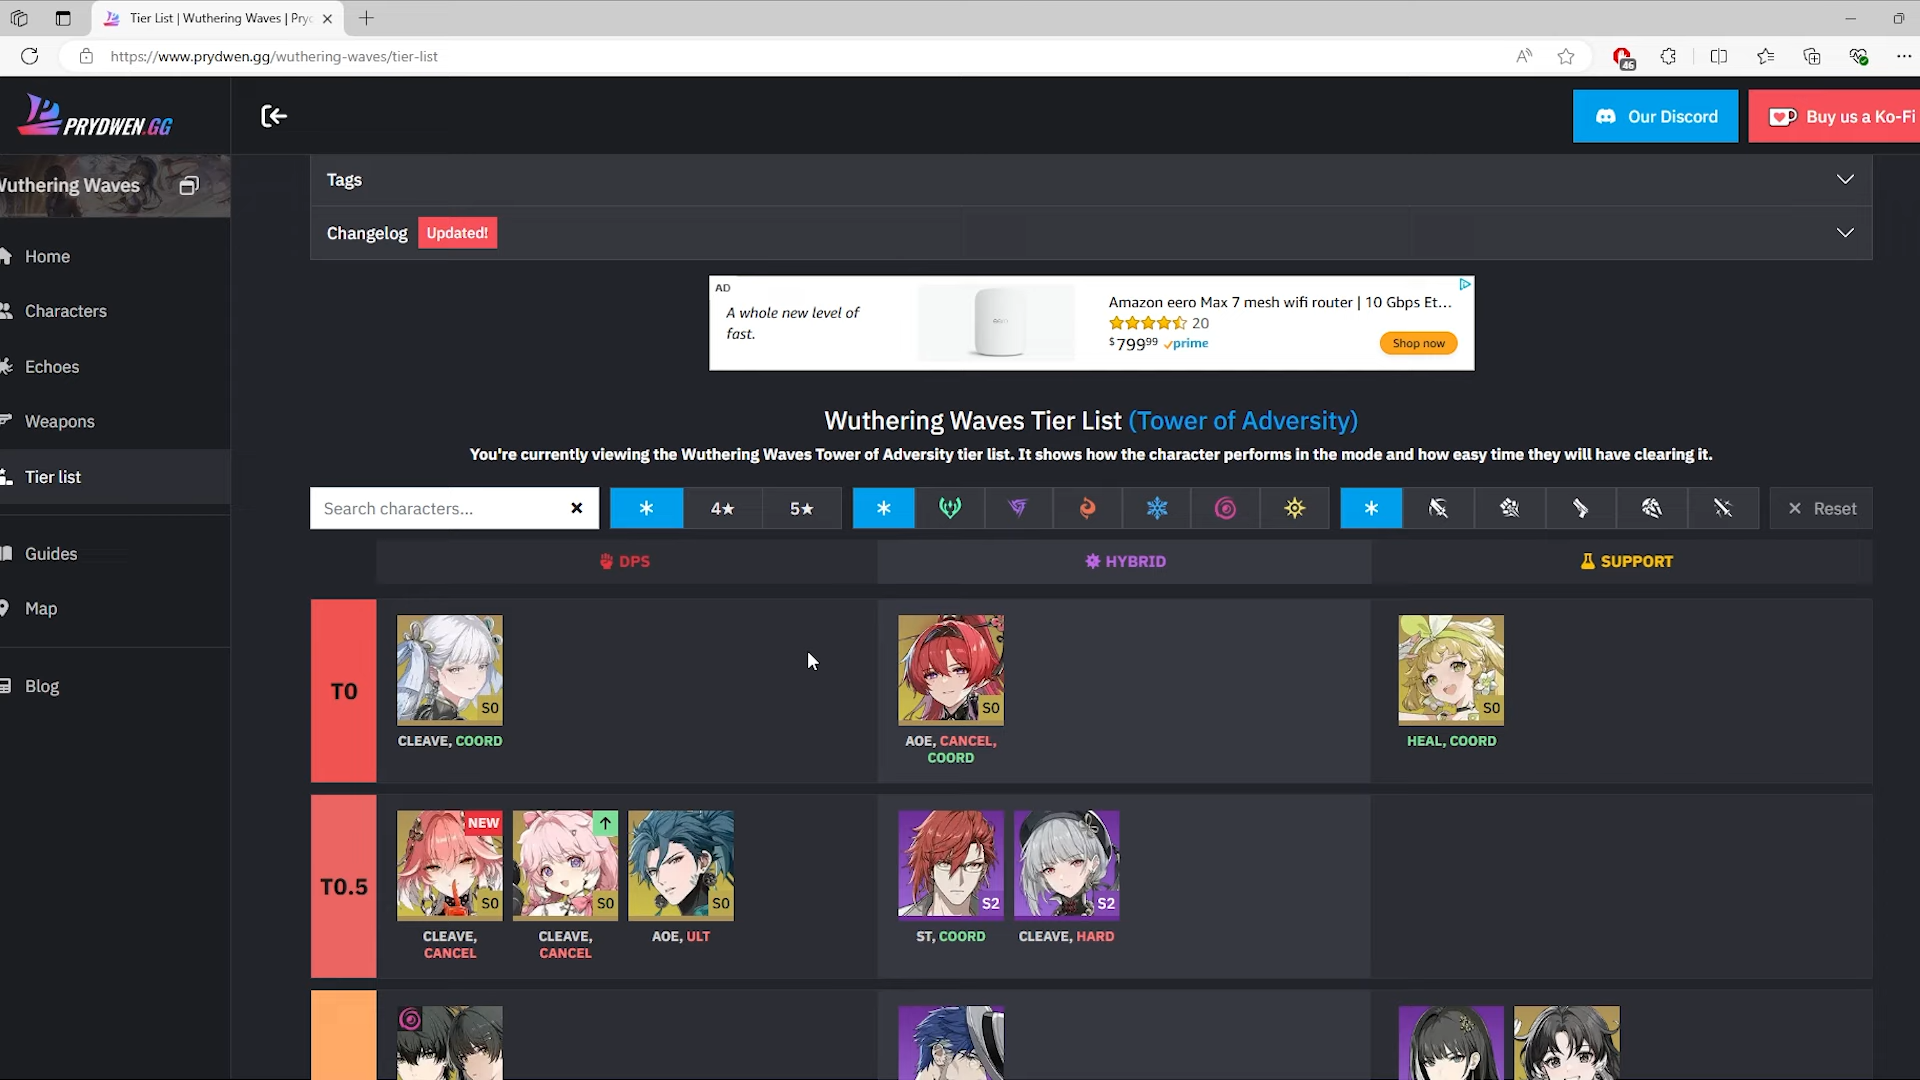 Tier List | Wuthering Waves | Pry
https://www.prydwen.gg/wuthering-waves/tier-list
46
PRYDWEN.GG
Our Discord
Buy us a Ko-Fi
Wuthering Waves
Home
Characters
Echoes
Weapons
Tier list
Guides
Map
Blog
Tags
Changelog Updated!
AD
A whole new level of
fast.
Amazon eero Max 7 mesh wifi router | 10 Gbps Et...
20
$79999 prime
Shop now
Wuthering Waves Tier List (Tower of Adversity)
You're currently viewing the Wuthering Waves Tower of Adversity tier list. It shows how the character performs in the mode and how easy time they will have clearing it.
Search characters...
4★
5★
Reset
DPS
HYBRID
SUPPORT
T0
S0
CLEAVE, COORD
S0
AOE, CANCEL,
COORD
S0
HEAL, COORD
T0.5
NEW
S0
CLEAVE,
CANCEL
S0
CLEAVE,
CANCEL
S0
AOE, ULT
S2
ST, COORD
S2
CLEAVE, HARD